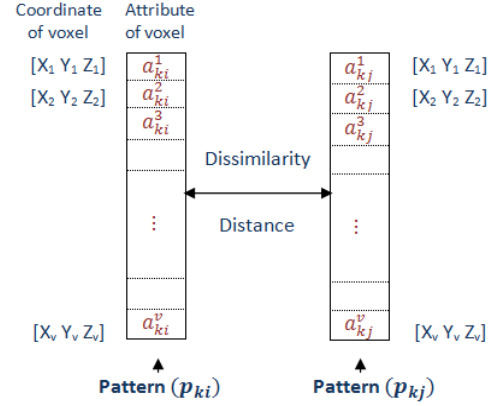 Coordinate Attribute
of voxel of voxel
[X₁ Y₁ Z₁] a¹ₖᵢ a¹ₖⱼ [X₁ Y₁ Z₁]
[X₂ Y₂ Z₂] a²ₖᵢ a²ₖⱼ [X₂ Y₂ Z₂]
a³ₖᵢ a³ₖⱼ
Dissimilarity
Distance
⋮ ⋮
[Xᵥ Yᵥ Zᵥ] aᵛₖᵢ aᵛₖⱼ [Xᵥ Yᵥ Zᵥ]
Pattern (pₖᵢ) Pattern (pₖⱼ)